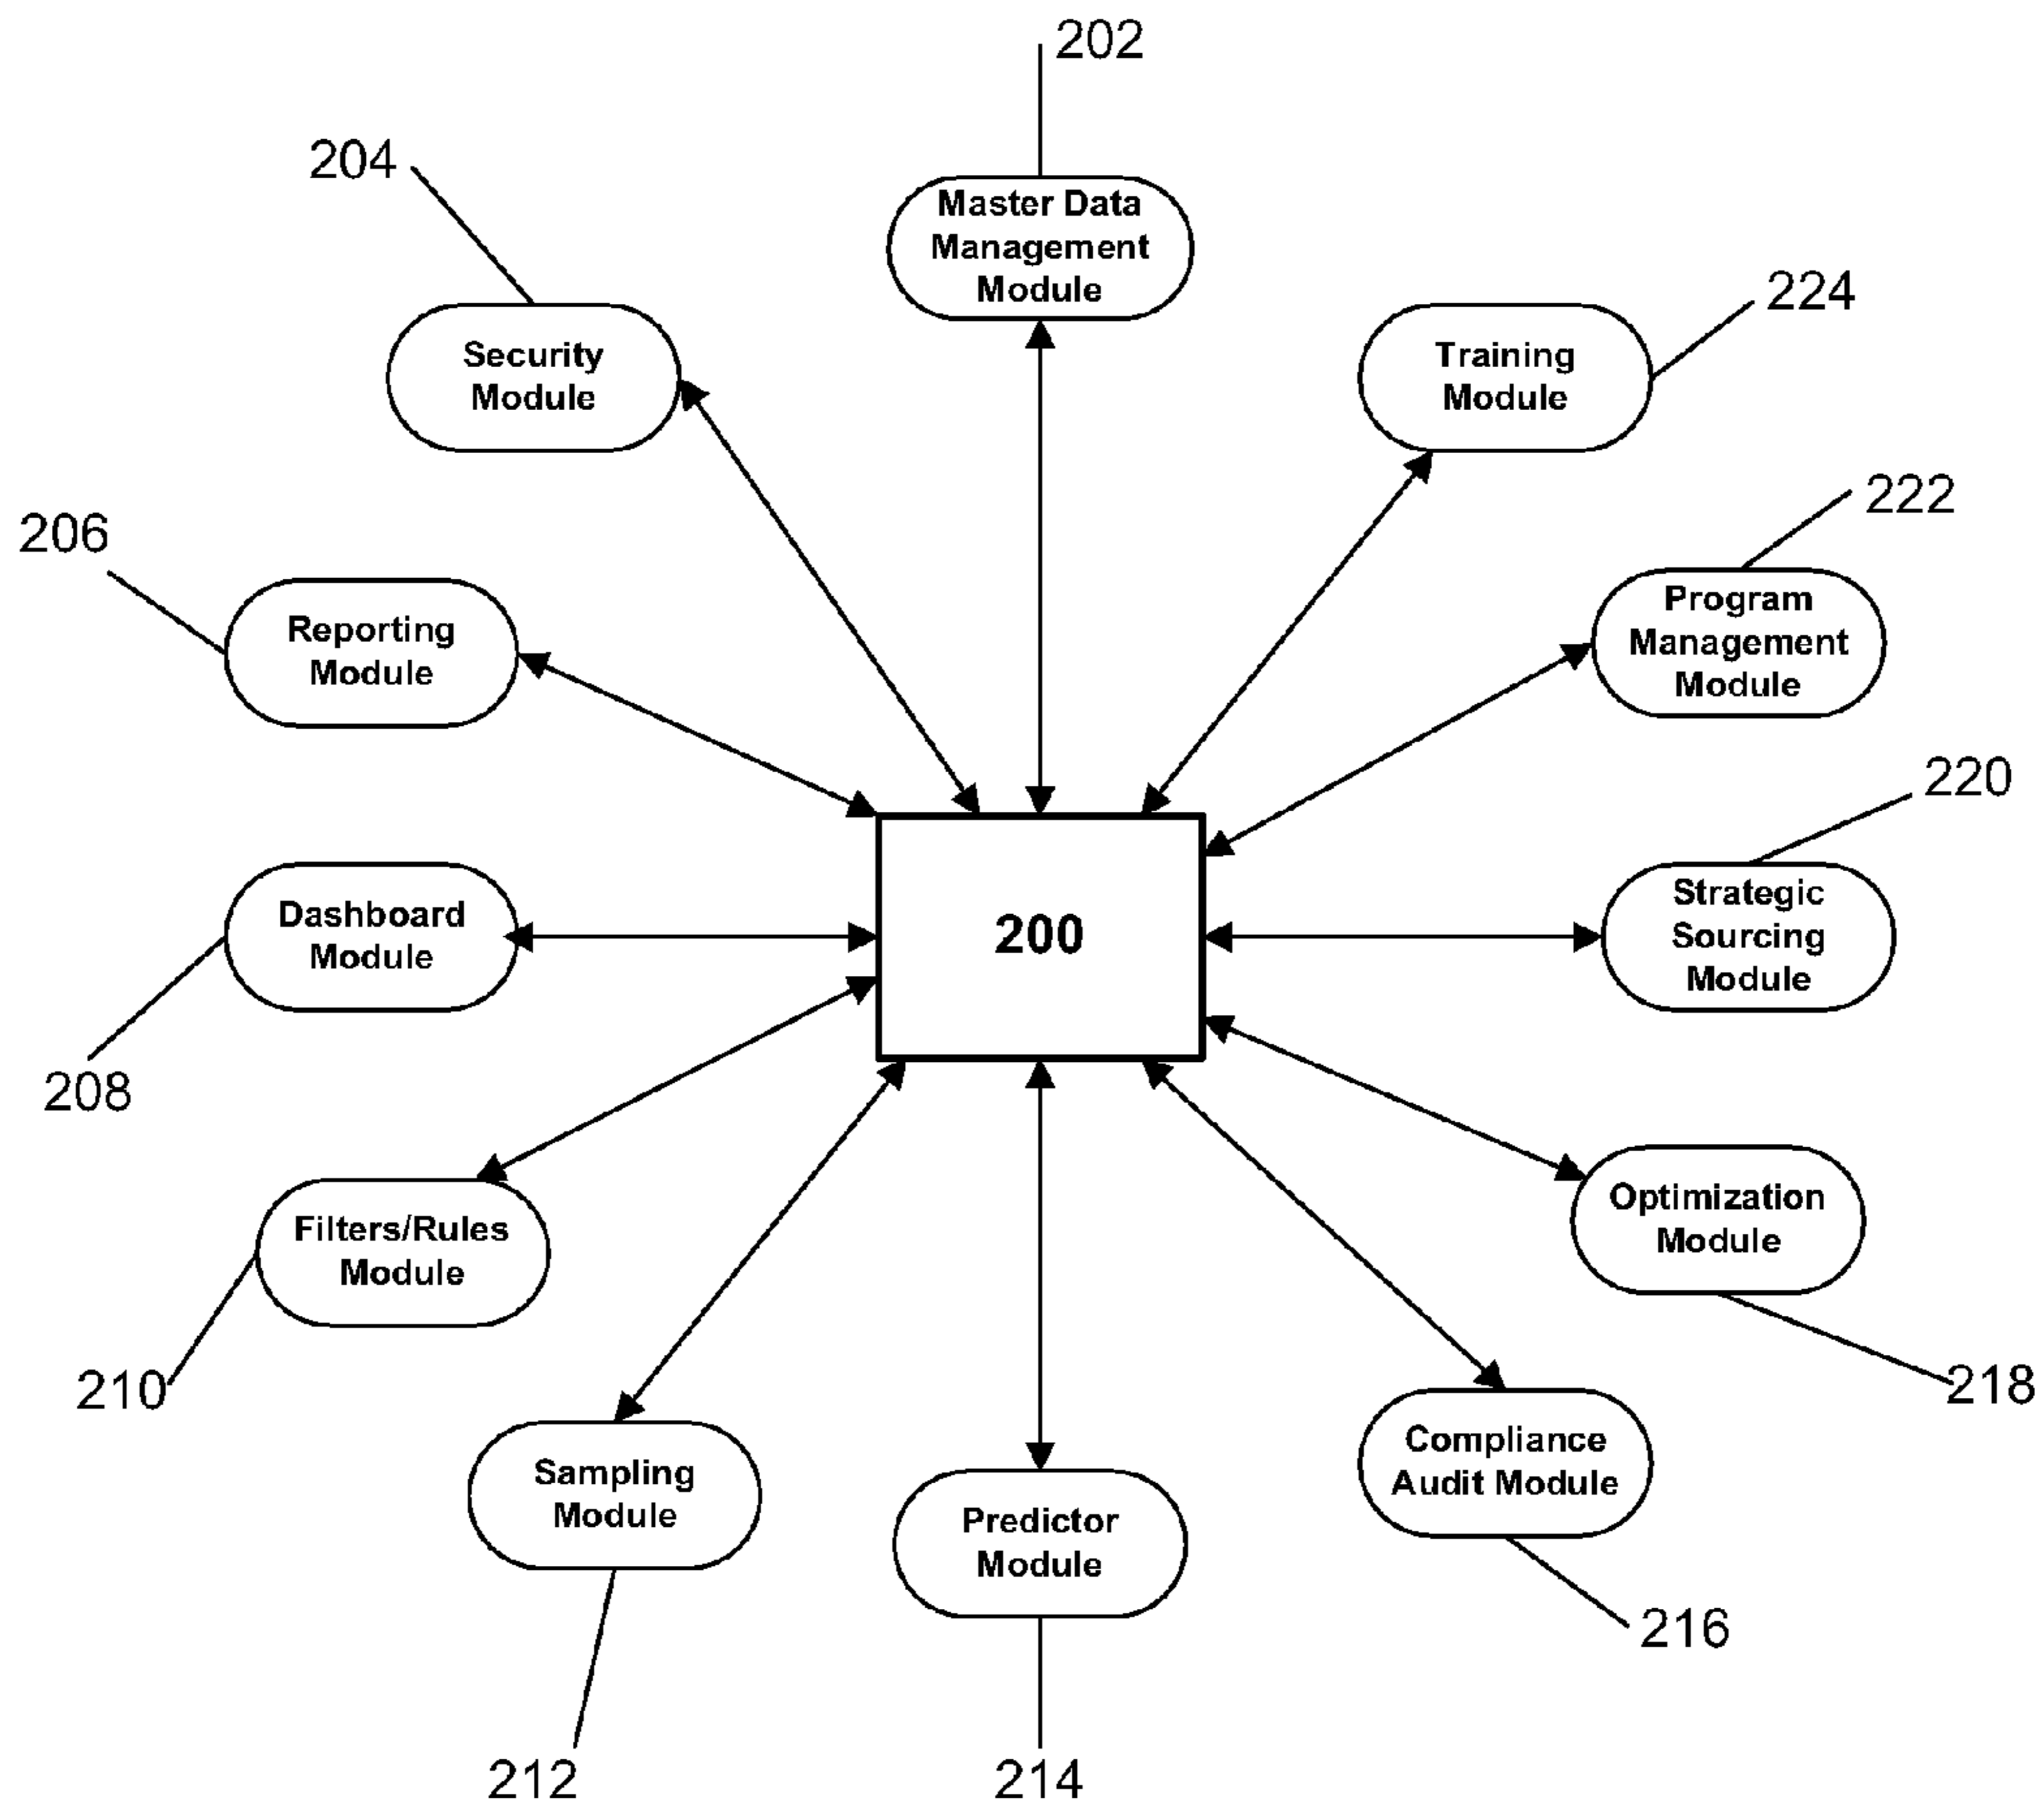 202
204
Master Data
Management
Module
224
Security
Module
Training
Module
222
206
Program
Management
Module
Reporting
Module
220
Strategic
Sourcing
Module
Dashboard
Module
200
208
Optimization
Module
Filters/Rules
Module
210
218
Compliance
Audit Module
Sampling
Module
Predictor
Module
216
212
214